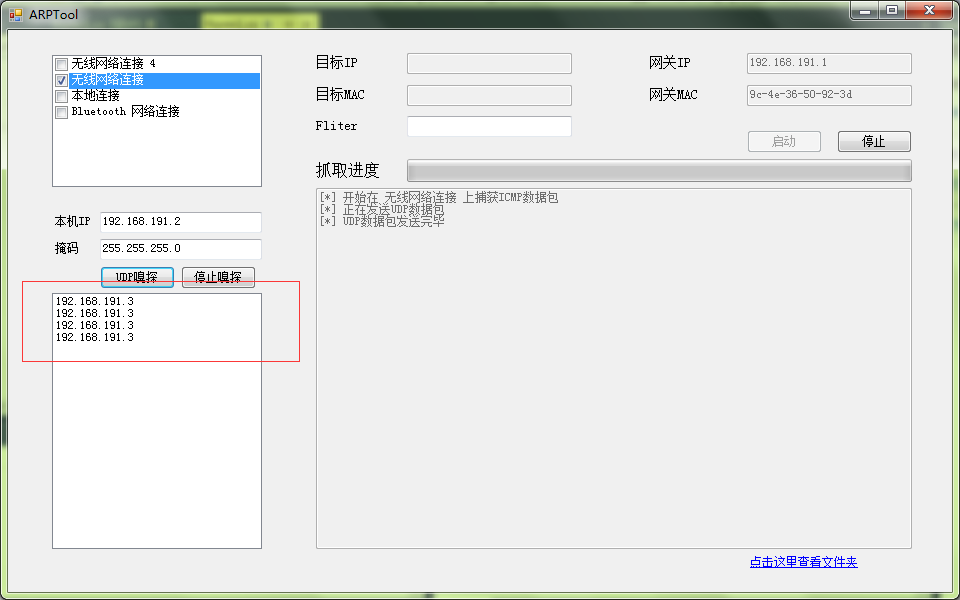 ARPTool
无线网络连接 4
无线网络连接
本地连接
Bluetooth 网络连接
目标IP
网关IP
192.168.191.1
目标MAC
网关MAC
9c-4e-36-50-92-3d
Fliter
启动
停止
抓取进度
[*] 开始在 无线网络连接 上捕获ICMP数据包
[*] 正在发送UDP数据包
[*] UDP数据包发送完毕
本机IP
192.168.191.2
掩码
255.255.255.0
UDP嗅探
停止嗅探
192.168.191.3
192.168.191.3
192.168.191.3
192.168.191.3
点击这里查看文件夹